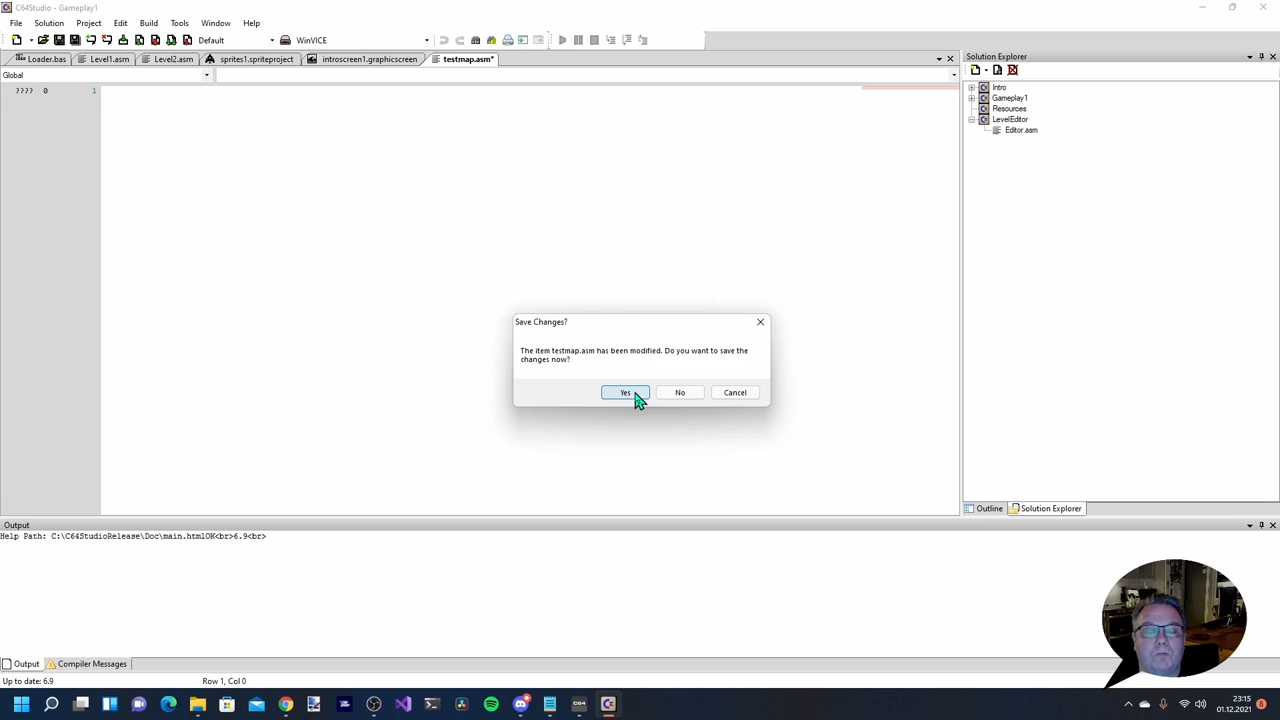 C64Studio - Gameplay1
File Solution Project Edit Build Tools Window Help
Default WinVICE
Loader.bas Level1.asm Level2.asm sprites1.spriteproject introscreen1.graphicscreen testmap.asm*
Global
???? 0 1
Solution Explorer
Intro
Gameplay1
Resources
LevelEditor
Editor.asm
Save Changes?
The item testmap.asm has been modified. Do you want to save the
changes now?
Yes No Cancel
Outline Solution Explorer
Output
Help Path: C:\C64StudioRelease\Doc\main.htmlOK<br>6.9<br>
Output Compiler Messages
Up to date: 6.9 Row 1, Col 0
23:15
01.12.2021